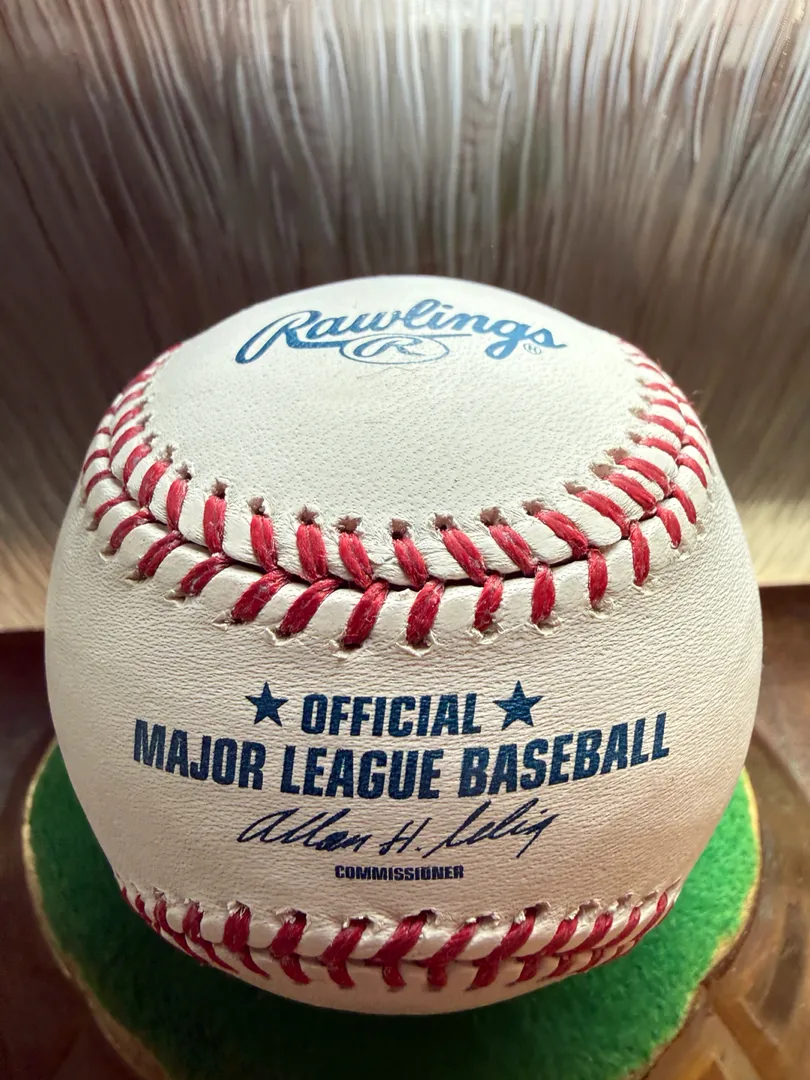 Rawlings®
R
★ OFFICIAL ★
MAJOR LEAGUE BASEBALL
Allan H. Selig
COMMISSIONER